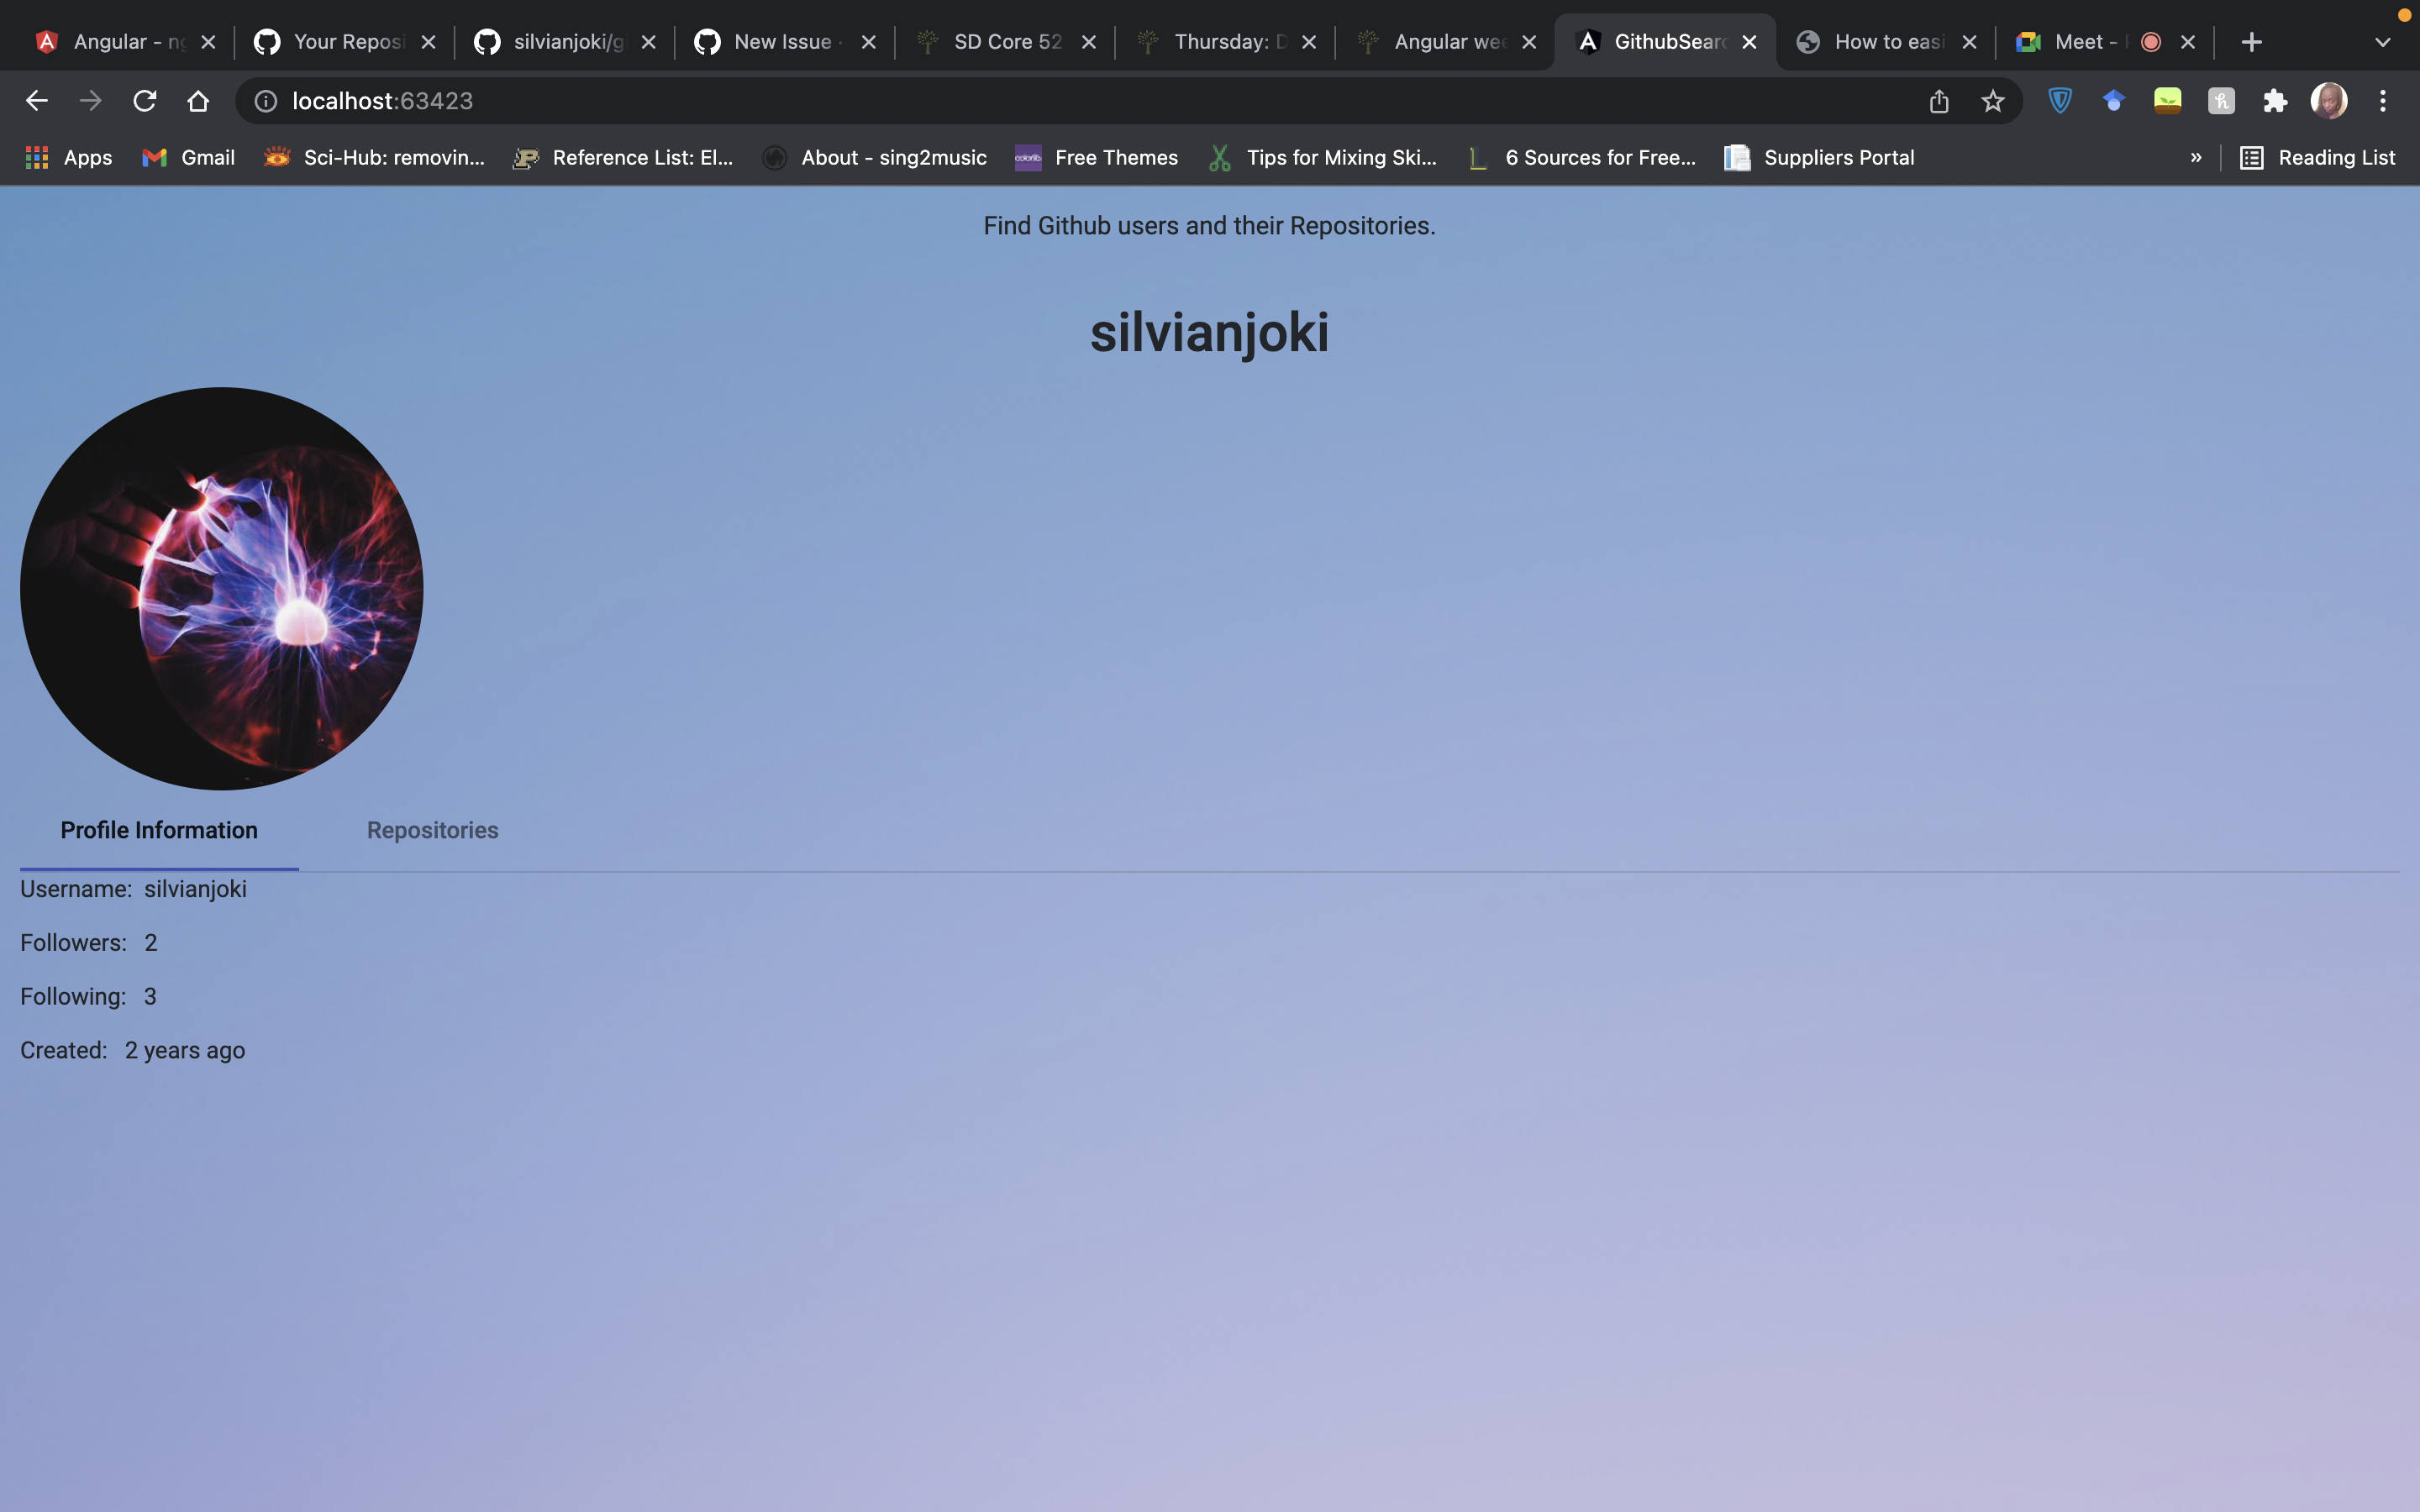 Angular - ng
Your Reposi
silvianjoki/g
New Issue ·
SD Core 52
Thursday: D
Angular wee
GithubSearc
How to easi
Meet -
localhost:63423
Apps
Gmail
Sci-Hub: removin...
Reference List: El...
About - sing2music
Free Themes
Tips for Mixing Ski...
6 Sources for Free...
Suppliers Portal
»
Reading List
Find Github users and their Repositories.
silvianjoki
Profile Information
Repositories
Username: silvianjoki
Followers: 2
Following: 3
Created: 2 years ago